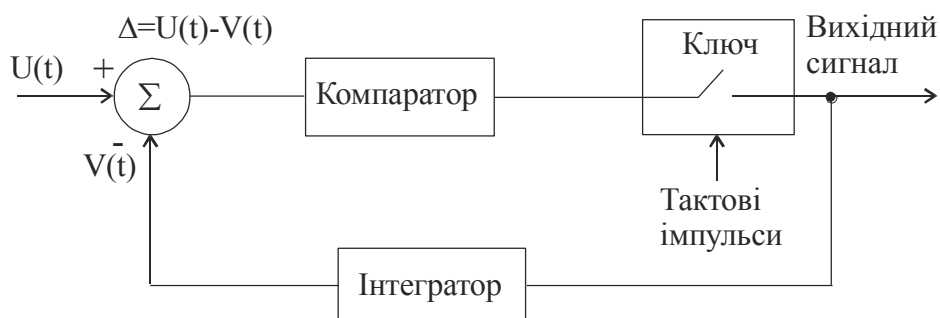 Δ=U(t)-V(t)
U(t)
+
Σ
Компаратор
Ключ
Вихідний
сигнал
-
V(t)
Тактові
імпульси
Інтегратор